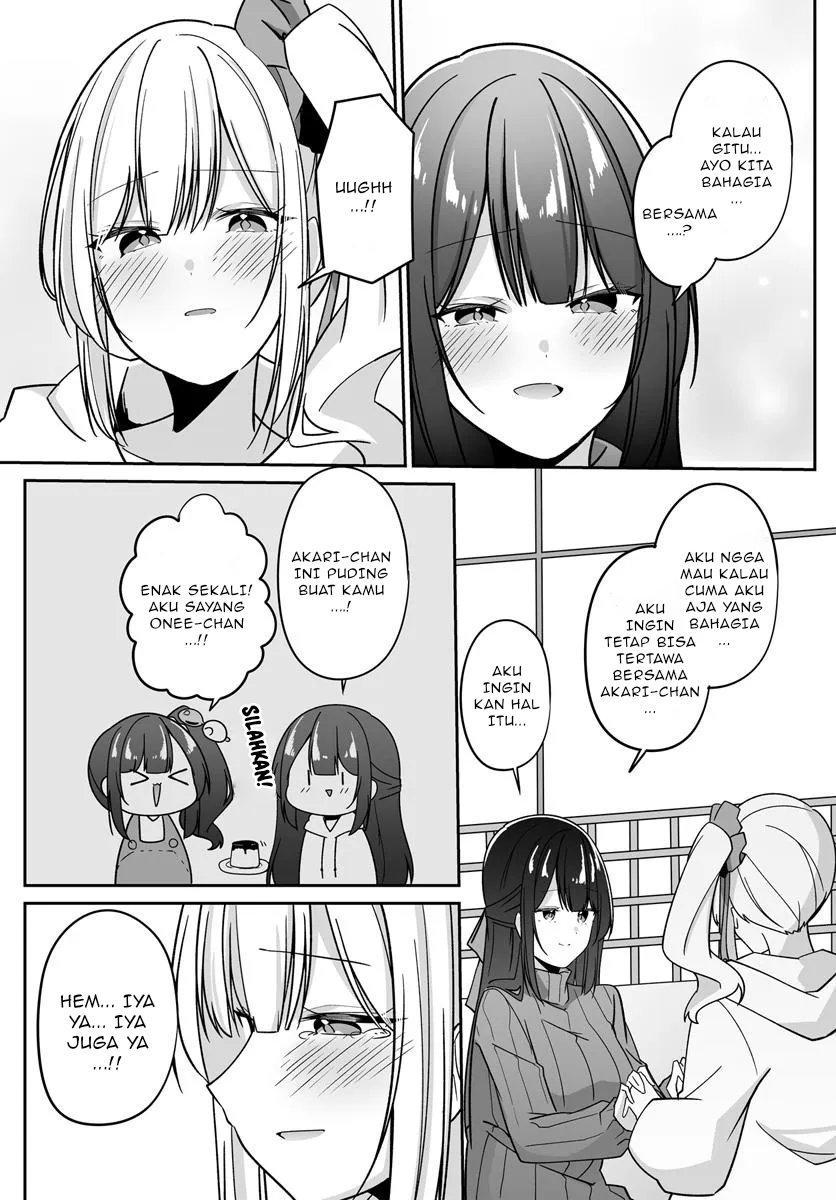 KALAU
GITU...
AYO KITA
BAHAGIA
...
BERSAMA
....?
UUGHH
....!!
AKU NGGA
MAU KALAU
CUMA AKU
AJA YANG
BAHAGIA
...
AKU
INGIN
TETAP BISA
TERTAWA
BERSAMA
AKARI-CHAN
...
AKU
INGIN
KAN HAL
ITU...
AKARI-CHAN
INI PUDING
BUAT KAMU
....!
SILAHKAN!
ENAK SEKALI!
AKU SAYANG
ONEE-CHAN
....!!
HEM... IYA
YA... IYA
JUGA YA
....!!